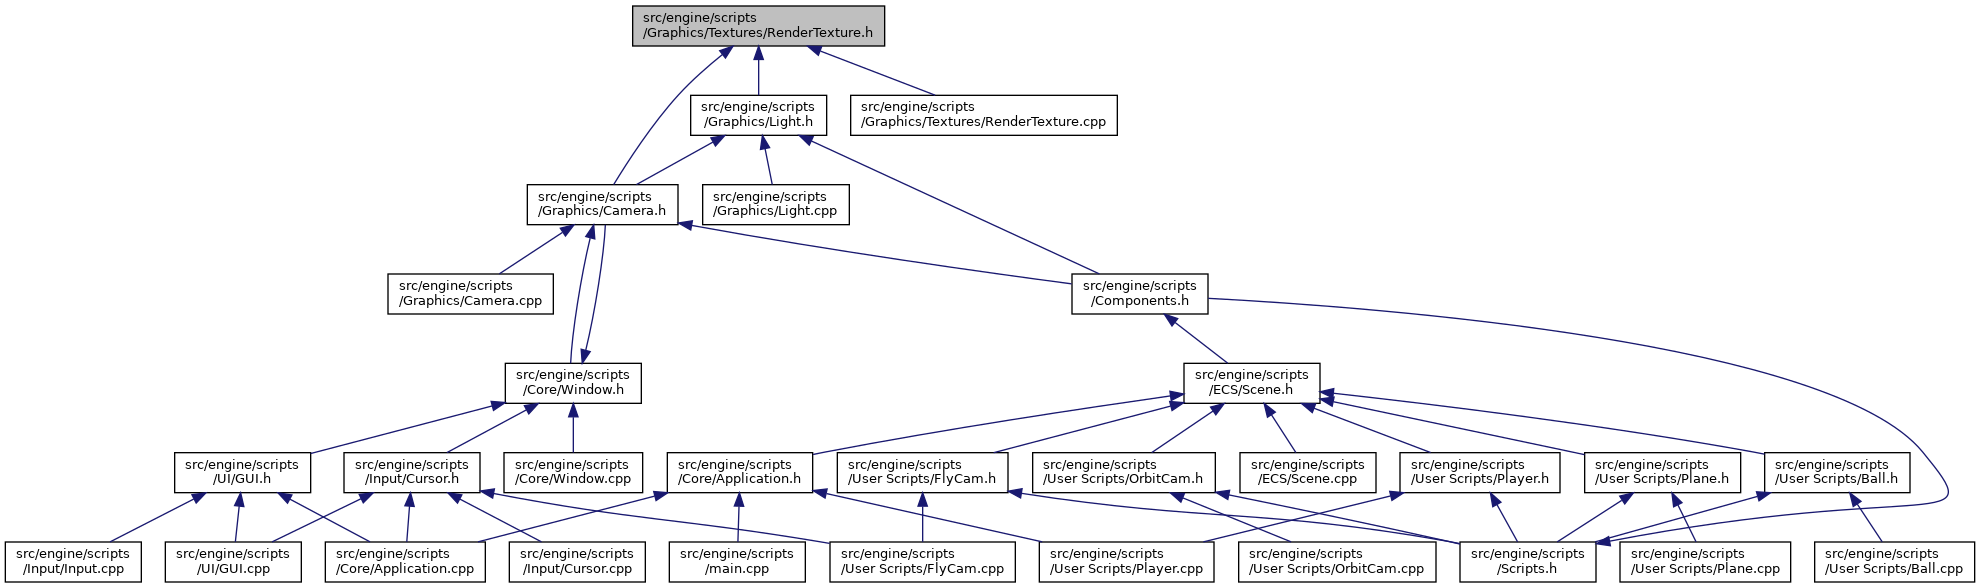 src/engine/scripts
/Graphics/Textures/RenderTexture.h
src/engine/scripts
/Graphics/Light.h
src/engine/scripts
/Graphics/Textures/RenderTexture.cpp
src/engine/scripts
/Graphics/Camera.h
src/engine/scripts
/Graphics/Light.cpp
src/engine/scripts
/Graphics/Camera.cpp
src/engine/scripts
/Components.h
src/engine/scripts
/Core/Window.h
src/engine/scripts
/ECS/Scene.h
src/engine/scripts
/UI/GUI.h
src/engine/scripts
/Input/Cursor.h
src/engine/scripts
/Core/Window.cpp
src/engine/scripts
/Core/Application.h
src/engine/scripts
/User Scripts/FlyCam.h
src/engine/scripts
/User Scripts/OrbitCam.h
src/engine/scripts
/ECS/Scene.cpp
src/engine/scripts
/User Scripts/Player.h
src/engine/scripts
/User Scripts/Plane.h
src/engine/scripts
/User Scripts/Ball.h
src/engine/scripts
/Input/Input.cpp
src/engine/scripts
/UI/GUI.cpp
src/engine/scripts
/Core/Application.cpp
src/engine/scripts
/Input/Cursor.cpp
src/engine/scripts
/main.cpp
src/engine/scripts
/User Scripts/FlyCam.cpp
src/engine/scripts
/User Scripts/Player.cpp
src/engine/scripts
/User Scripts/OrbitCam.cpp
src/engine/scripts
/Scripts.h
src/engine/scripts
/User Scripts/Plane.cpp
src/engine/scripts
/User Scripts/Ball.cpp